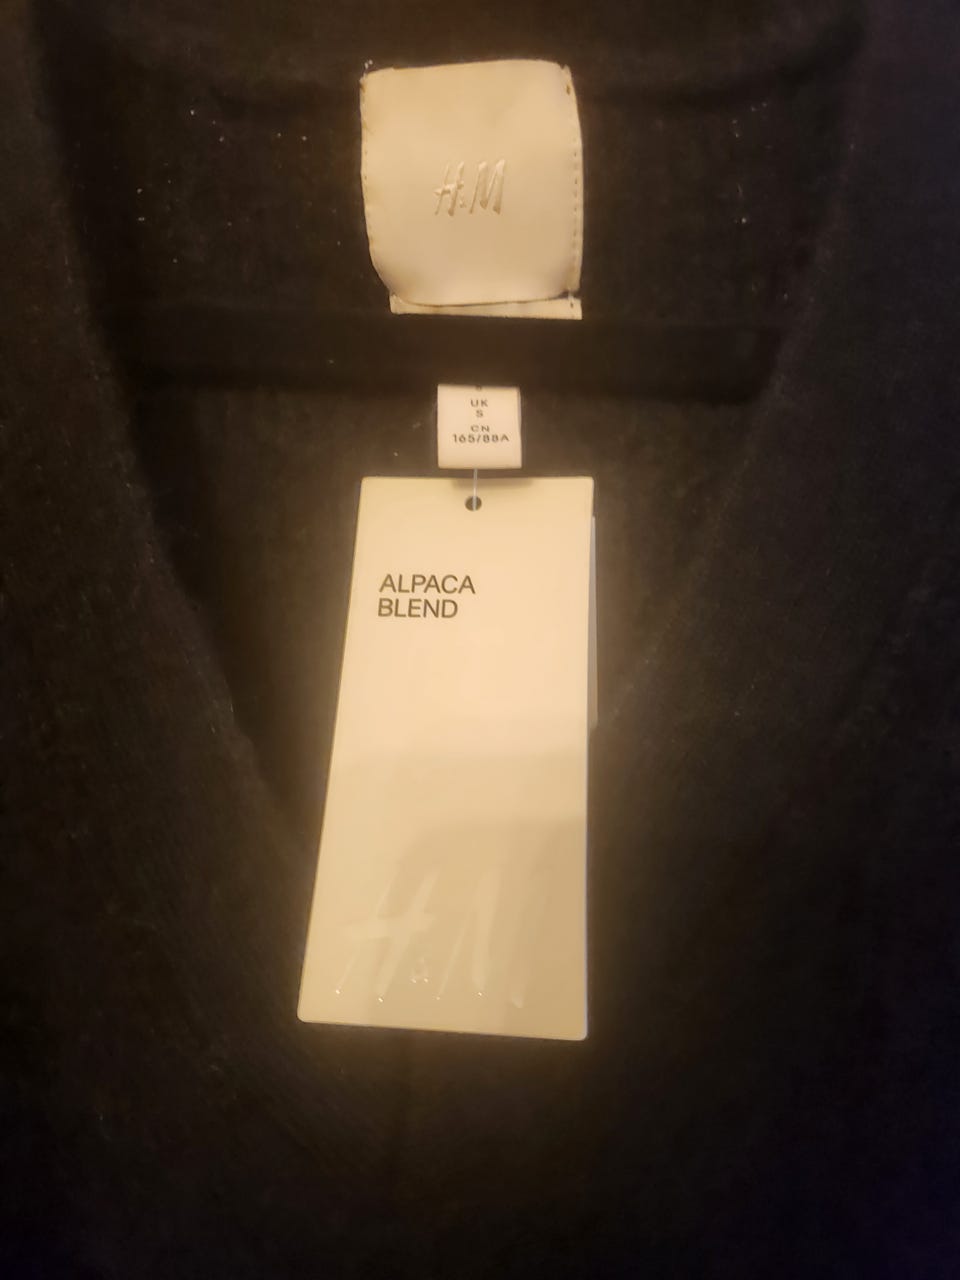 H&M
UK
S
CN
165/88A
ALPACA
BLEND
H&M